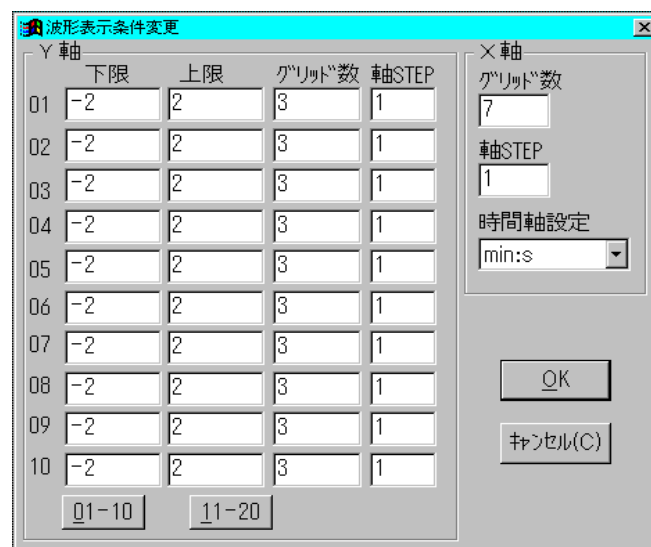 波形表示条件変更
Y 軸
下限 上限 グリッド数 軸STEP
01 -2 2 3 1
02 -2 2 3 1
03 -2 2 3 1
04 -2 2 3 1
05 -2 2 3 1
06 -2 2 3 1
07 -2 2 3 1
08 -2 2 3 1
09 -2 2 3 1
10 -2 2 3 1
01-10 11-20
X 軸
グリッド数
7
軸STEP
1
時間軸設定
min:s
OK
キャンセル(C)